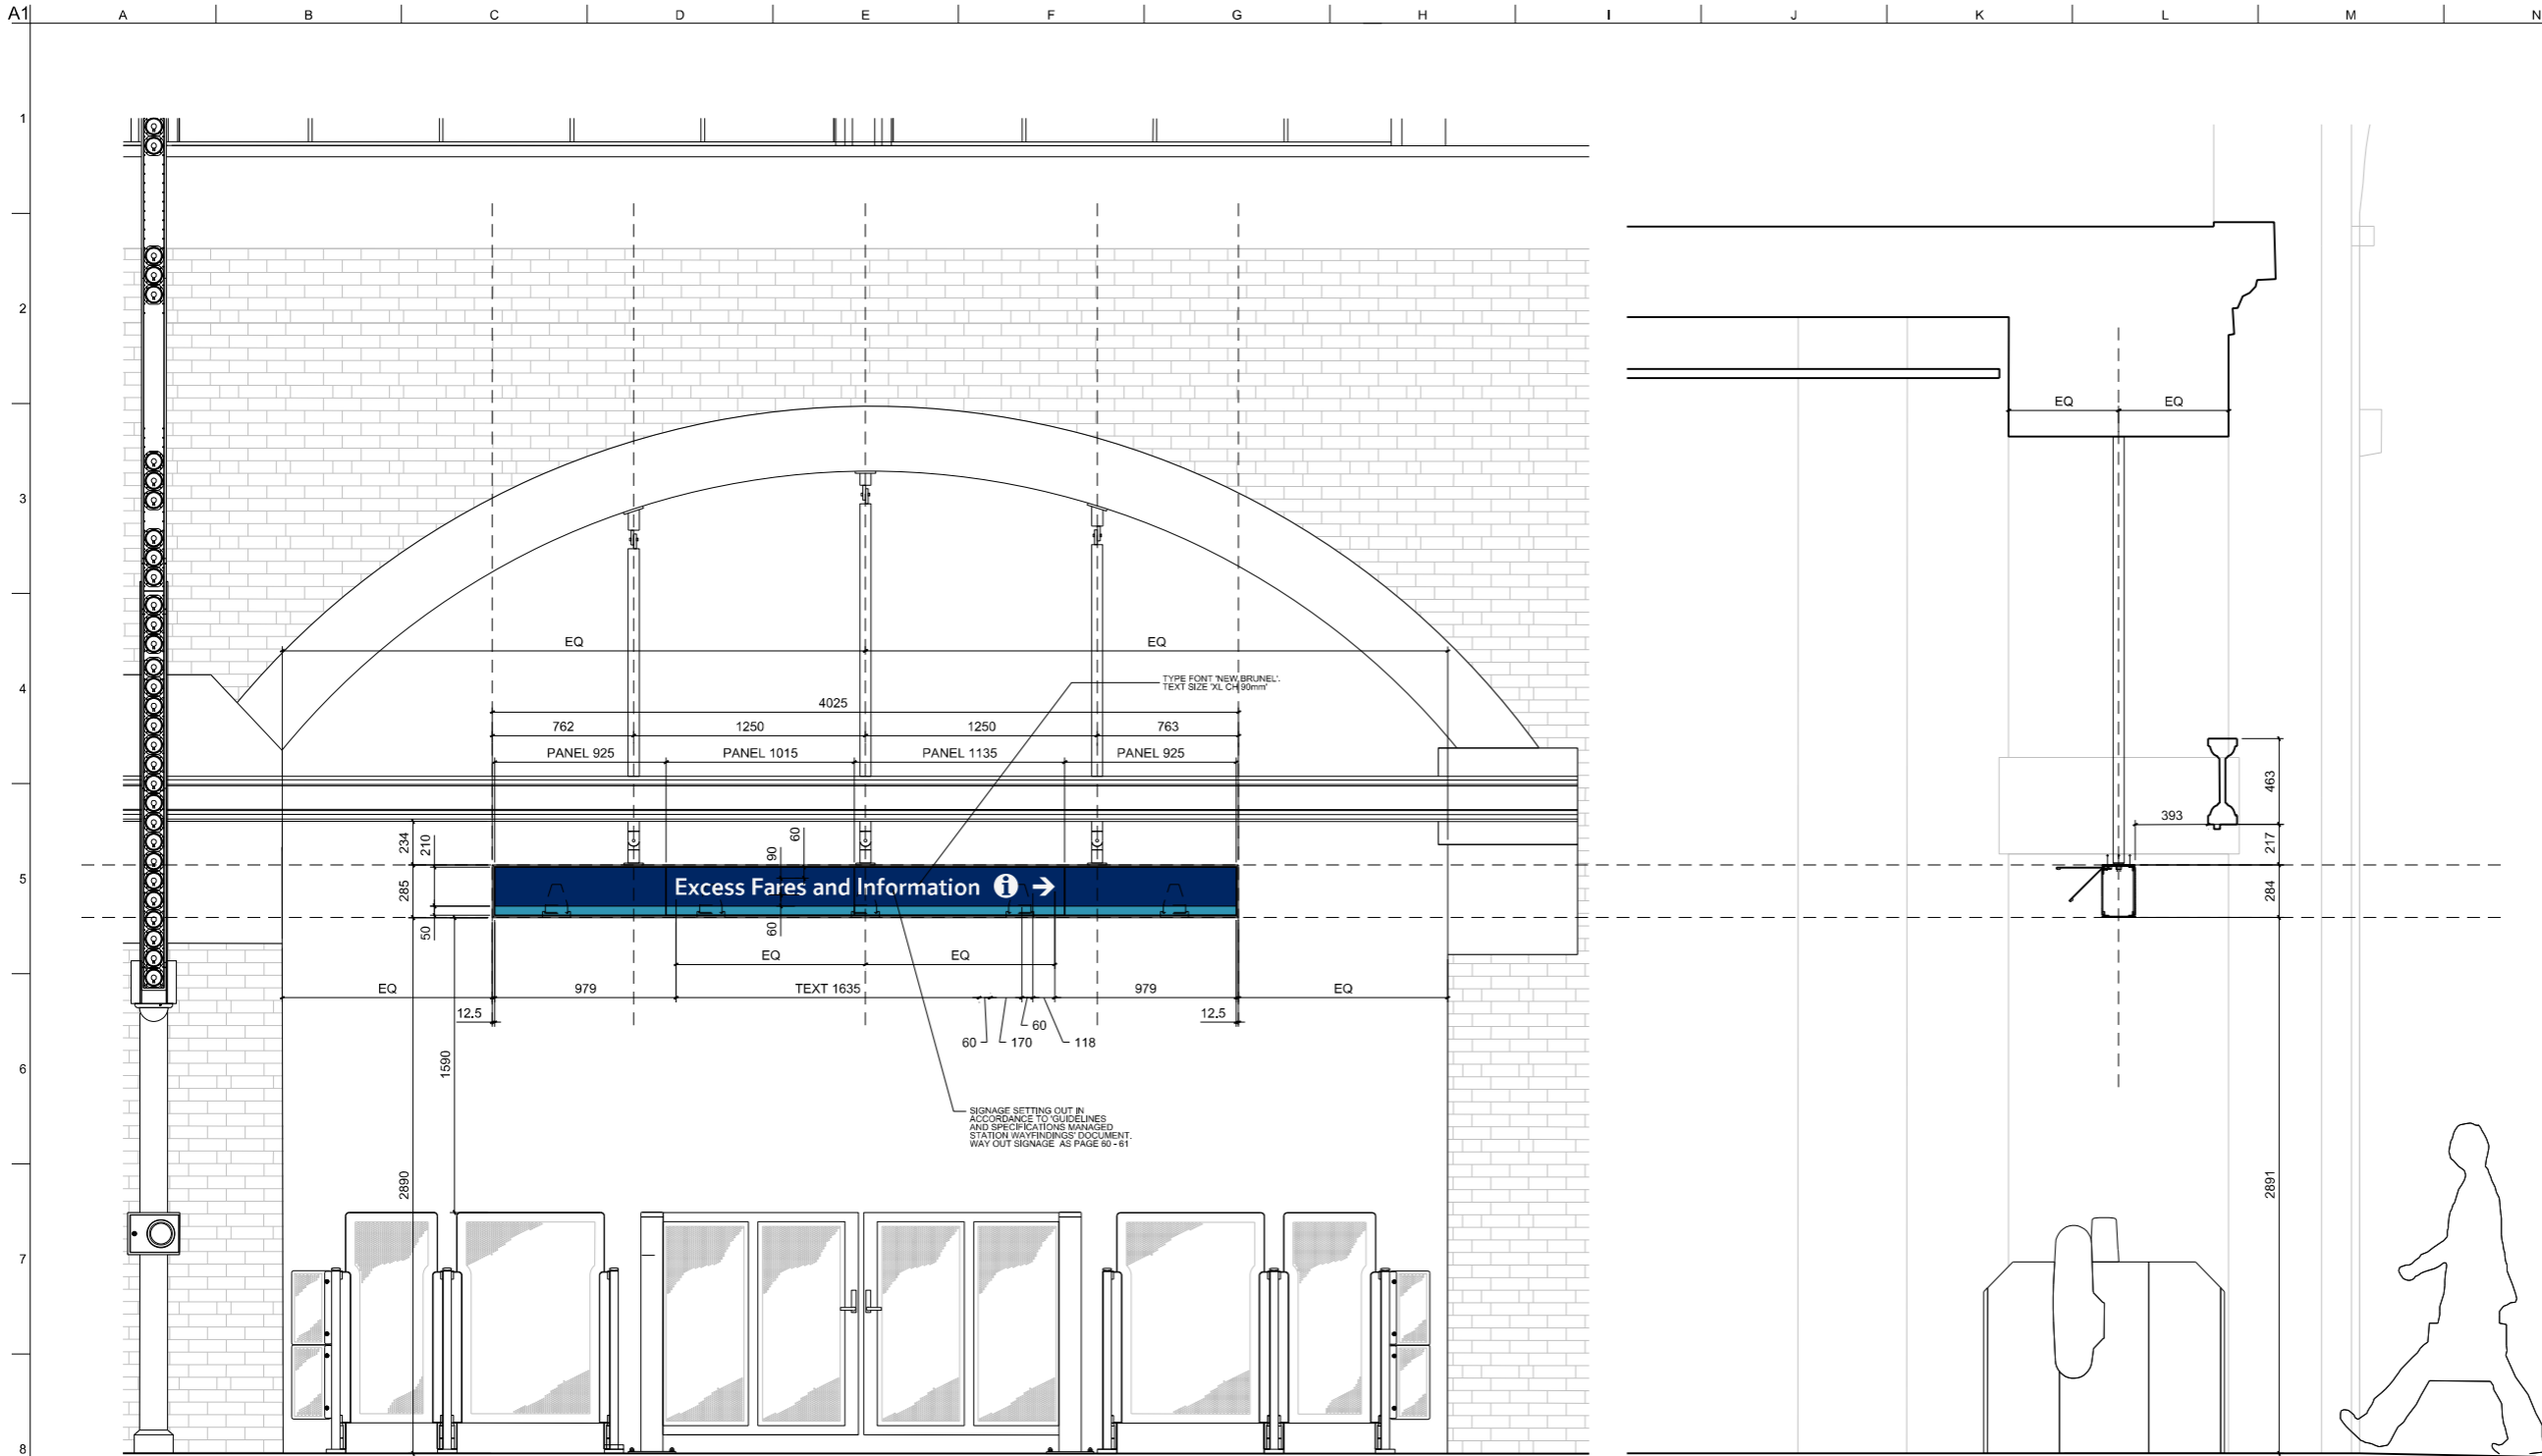 A1 A B C D E F G H I J K L M N
1
2
EQ EQ
3
EQ EQ
4
TYPE FONT 'NEW BRUNEL'.
TEXT SIZE 'XL CH 90mm'
4025
762 1250 1250 763
PANEL 925 PANEL 1015 PANEL 1135 PANEL 925
463
393
234 210 90 60 217
5
285
Excess Fares and Information i →
284
50 60
EQ EQ
EQ 979 TEXT 1635 979 EQ
12.5 12.5
60
60 170 118
1590
6
SIGNAGE SETTING OUT IN
ACCORDANCE TO 'GUIDELINES
AND SPECIFICATIONS MANAGED
STATION WAYFINDINGS' DOCUMENT.
WAY OUT SIGNAGE AS PAGE 60 - 61
2890
2891
7
8